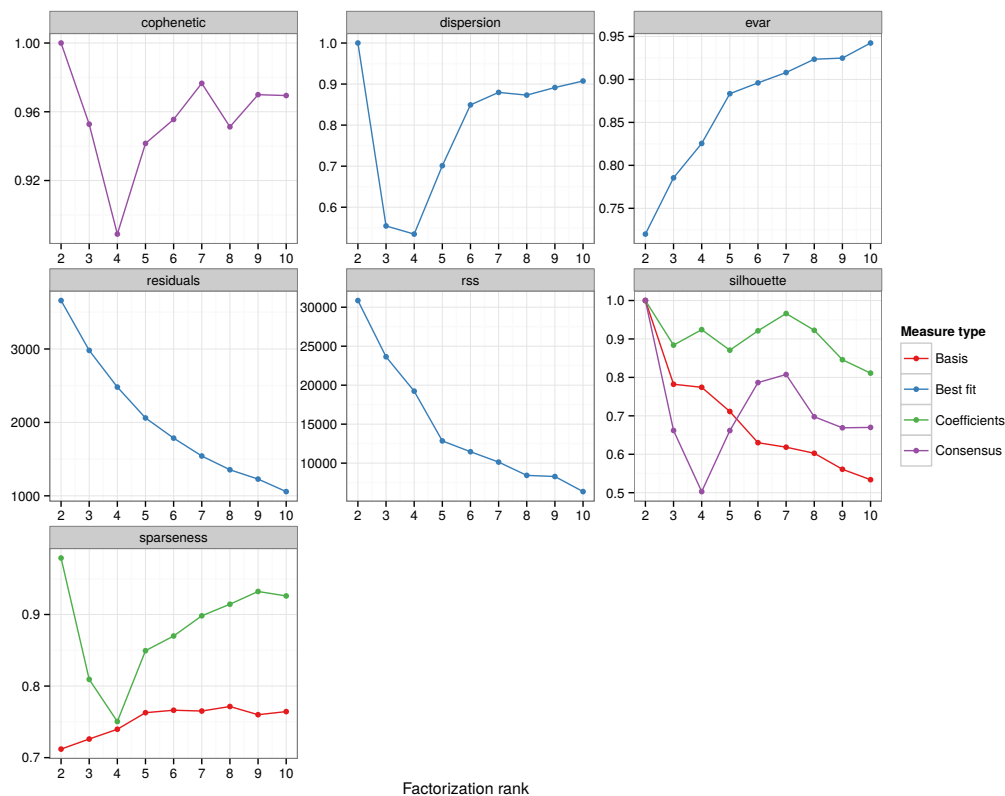 cophenetic
dispersion
evar
1.00
0.96
0.92
1.0
0.9
0.8
0.7
0.6
0.95
0.90
0.85
0.80
0.75
2 3 4 5 6 7 8 9 10
2 3 4 5 6 7 8 9 10
2 3 4 5 6 7 8 9 10
residuals
rss
silhouette
3000
2000
1000
30000
25000
20000
15000
10000
1.0
0.9
0.8
0.7
0.6
0.5
2 3 4 5 6 7 8 9 10
2 3 4 5 6 7 8 9 10
2 3 4 5 6 7 8 9 10
Measure type
Basis
Best fit
Coefficients
Consensus
sparseness
0.9
0.8
0.7
2 3 4 5 6 7 8 9 10
Factorization rank